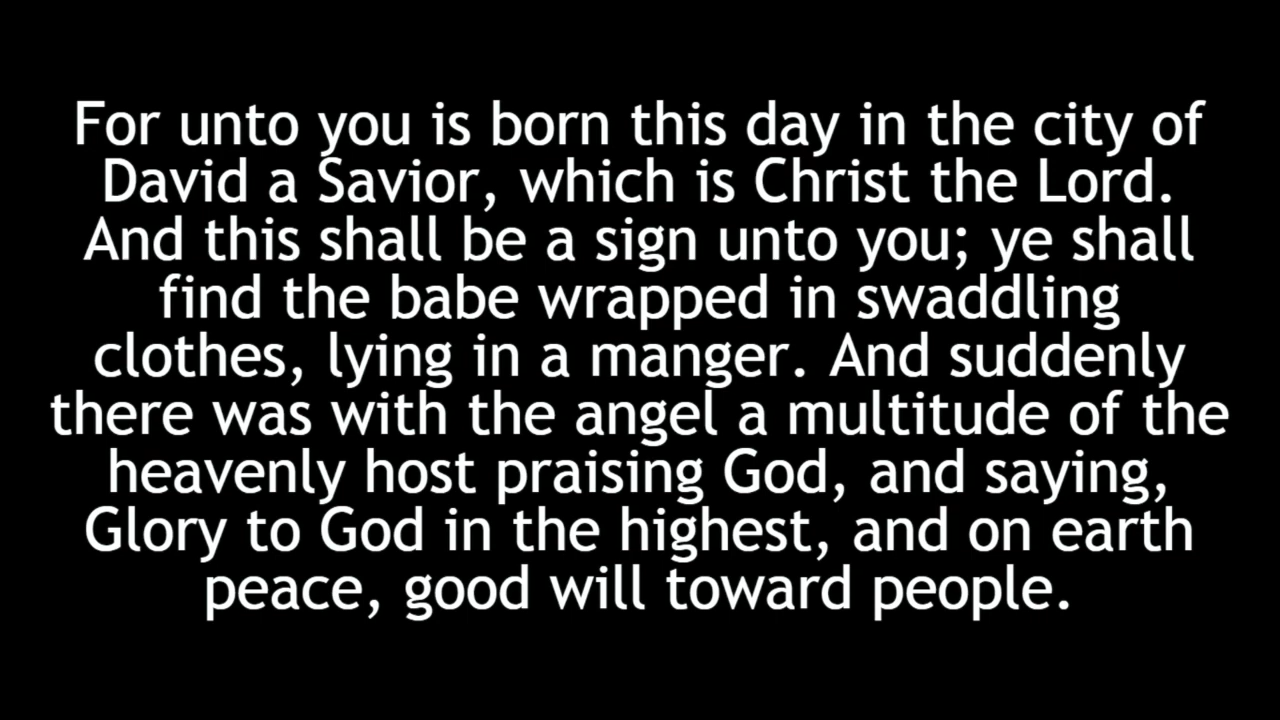 For unto you is born this day in the city of
David a Savior, which is Christ the Lord.
And this shall be a sign unto you; ye shall
find the babe wrapped in swaddling
clothes, lying in a manger. And suddenly
there was with the angel a multitude of the
heavenly host praising God, and saying,
Glory to God in the highest, and on earth
peace, good will toward people.